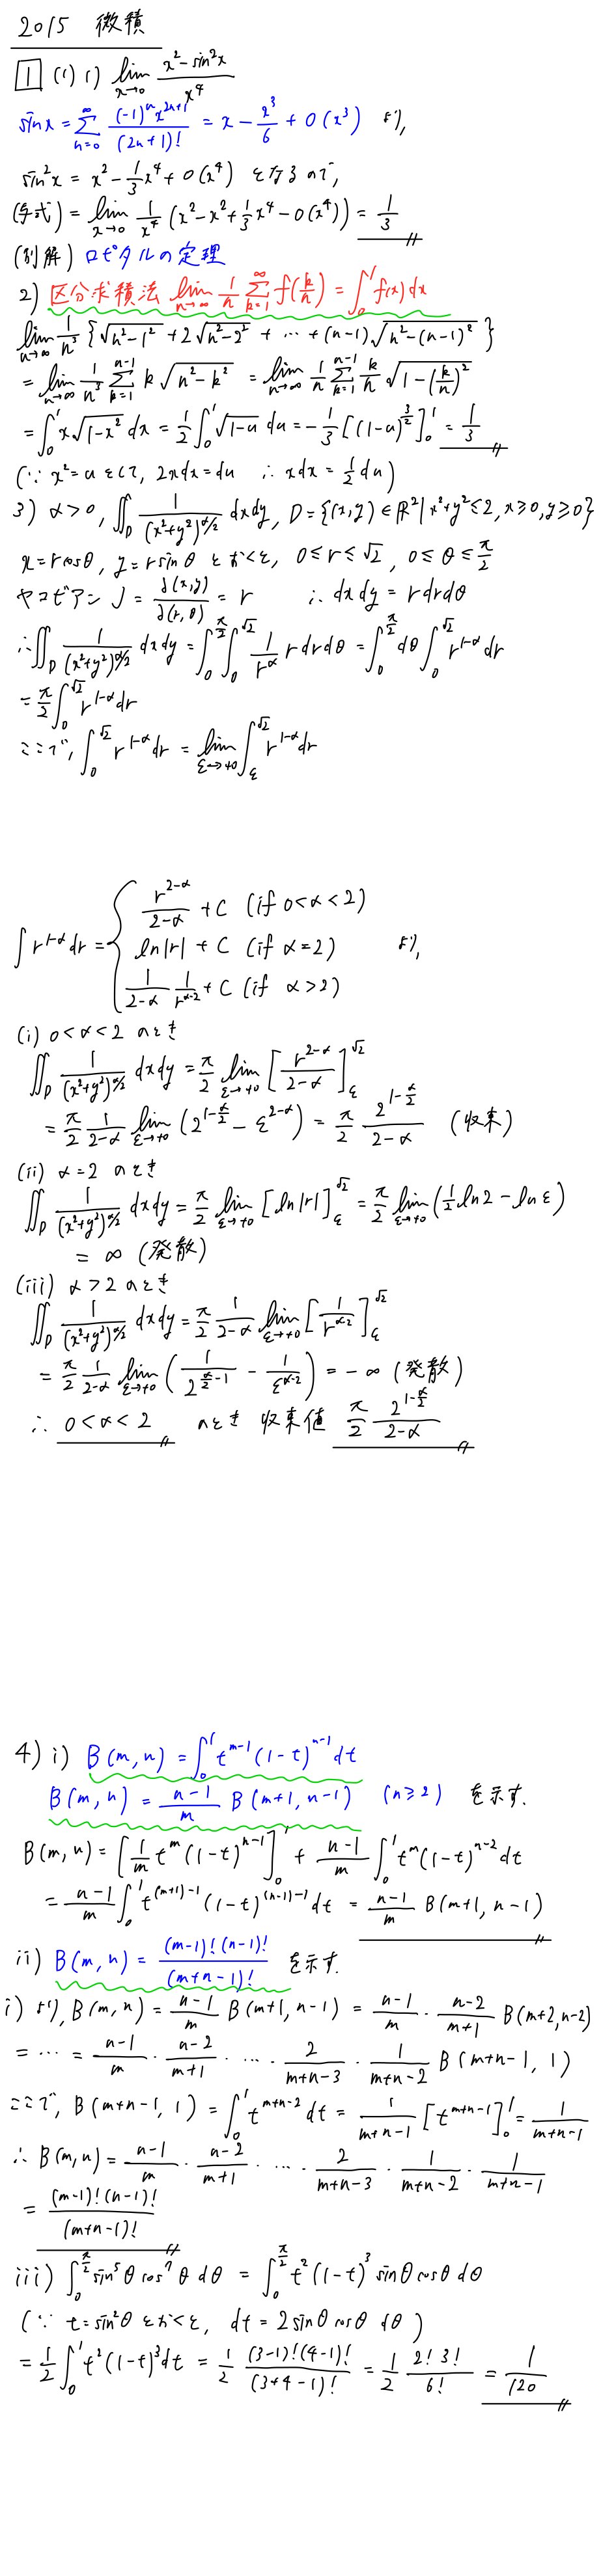 2015 微積
1 (1) 1) lim_{x→0} (x²-sin²x)/x⁴
sinx = Σ_{n=0}^{∞} (-1)ⁿx^{2n+1}/(2n+1)! = x - x³/6 + O(x³) より,
sin²x = x² - 1/3 x⁴ + O(x⁴) となるので,
(与式) = lim_{x→0} 1/x⁴ (x²-x²+1/3 x⁴-O(x⁴)) = 1/3
(別解) ロピタルの定理
2) 区分求積法 lim_{n→∞} 1/n Σ_{k=1}^{∞} f(k/n) = ∫₀¹ f(x)dx
lim_{n→∞} 1/n³ {√(n²-1²) + 2√(n²-2²) + … + (n-1)√(n²-(n-1)²)}
= lim_{n→∞} 1/n³ Σ_{k=1}^{n-1} k√(n²-k²) = lim_{n→∞} 1/n Σ_{k=1}^{n-1} k/n √(1-(k/n)²)
= ∫₀¹ x√(1-x²) dx = 1/2 ∫₀¹ √(1-u) du = -1/3 [(1-u)^{3/2}]₀¹ = 1/3
(∵ x²=u として, 2xdx=du ∴ xdx = 1/2 du)
3) α>0, ∬_D 1/(x²+y²)^{α/2} dxdy, D={(x,y)∈R²| x²+y²≤2, x≥0, y≥0}
x=rcosθ, y=rsinθ とおくと, 0≤r≤√2, 0≤θ≤π/2
ヤコビアン J = ∂(x,y)/∂(r,θ) = r ∴ dxdy = rdrdθ
∴ ∬_D 1/(x²+y²)^{α/2} dxdy = ∫₀^{π/2}∫₀^{√2} 1/r^α rdrdθ = ∫₀^{π/2} dθ ∫₀^{√2} r^{1-α} dr
= π/2 ∫₀^{√2} r^{1-α} dr
ここで, ∫₀^{√2} r^{1-α} dr = lim_{ε→+0} ∫_ε^{√2} r^{1-α} dr
∫ r^{1-α} dr = { r^{2-α}/(2-α) + C (if 0<α<2)
ln|r| + C (if α=2) より,
1/(2-α) 1/r^{α-2} + C (if α>2)
(i) 0<α<2 のとき
∬_D 1/(x²+y²)^{α/2} dxdy = π/2 lim_{ε→+0} [r^{2-α}/(2-α)]_ε^{√2}
= π/2 1/(2-α) lim_{ε→+0} (2^{1-α/2} - ε^{2-α}) = π/2 2^{1-α/2}/(2-α) (収束)
(ii) α=2 のとき
∬_D 1/(x²+y²)^{α/2} dxdy = π/2 lim_{ε→+0} [ln|r|]_ε^{√2} = π/2 lim_{ε→+0} (1/2 ln2 - lnε)
= ∞ (発散)
(iii) α>2 のとき
∬_D 1/(x²+y²)^{α/2} dxdy = π/2 1/(2-α) lim_{ε→+0} [1/r^{α-2}]_ε^{√2}
= π/2 1/(2-α) lim_{ε→+0} (1/2^{α/2-1} - 1/ε^{α-2}) = -∞ (発散)
∴ 0<α<2 のとき 収束値 π/2 2^{1-α/2}/(2-α)
4) i) B(m,n) = ∫₀¹ t^{m-1}(1-t)^{n-1}dt
B(m,n) = (n-1)/m B(m+1,n-1) (n≥2) を示す.
B(m,n) = [1/m t^m (1-t)^{n-1}]₀¹ + (n-1)/m ∫₀¹ t^m(1-t)^{n-2}dt
= (n-1)/m ∫₀¹ t^{(m+1)-1}(1-t)^{(n-1)-1}dt = (n-1)/m B(m+1,n-1)
ii) B(m,n) = (m-1)!(n-1)!/(m+n-1)! を示す.
i) より, B(m,n) = (n-1)/m B(m+1,n-1) = (n-1)/m · (n-2)/(m+1) B(m+2,n-2)
= … = (n-1)/m · (n-2)/(m+1) · … · 2/(m+n-3) · 1/(m+n-2) B(m+n-1, 1)
ここで, B(m+n-1, 1) = ∫₀¹ t^{m+n-2} dt = 1/(m+n-1) [t^{m+n-1}]₀¹ = 1/(m+n-1)
∴ B(m,n) = (n-1)/m · (n-2)/(m+1) · … · 2/(m+n-3) · 1/(m+n-2) · 1/(m+n-1)
= (m-1)!(n-1)!/(m+n-1)!
iii) ∫₀^{π/2} sin⁵θ cos⁷θ dθ = ∫₀^{π/2} t²(1-t)³ sinθcosθ dθ
(∵ t=sin²θ とおくと, dt = 2sinθcosθ dθ)
= 1/2 ∫₀¹ t²(1-t)³dt = 1/2 (3-1)!(4-1)!/(3+4-1)! = 1/2 2!3!/6! = 1/120